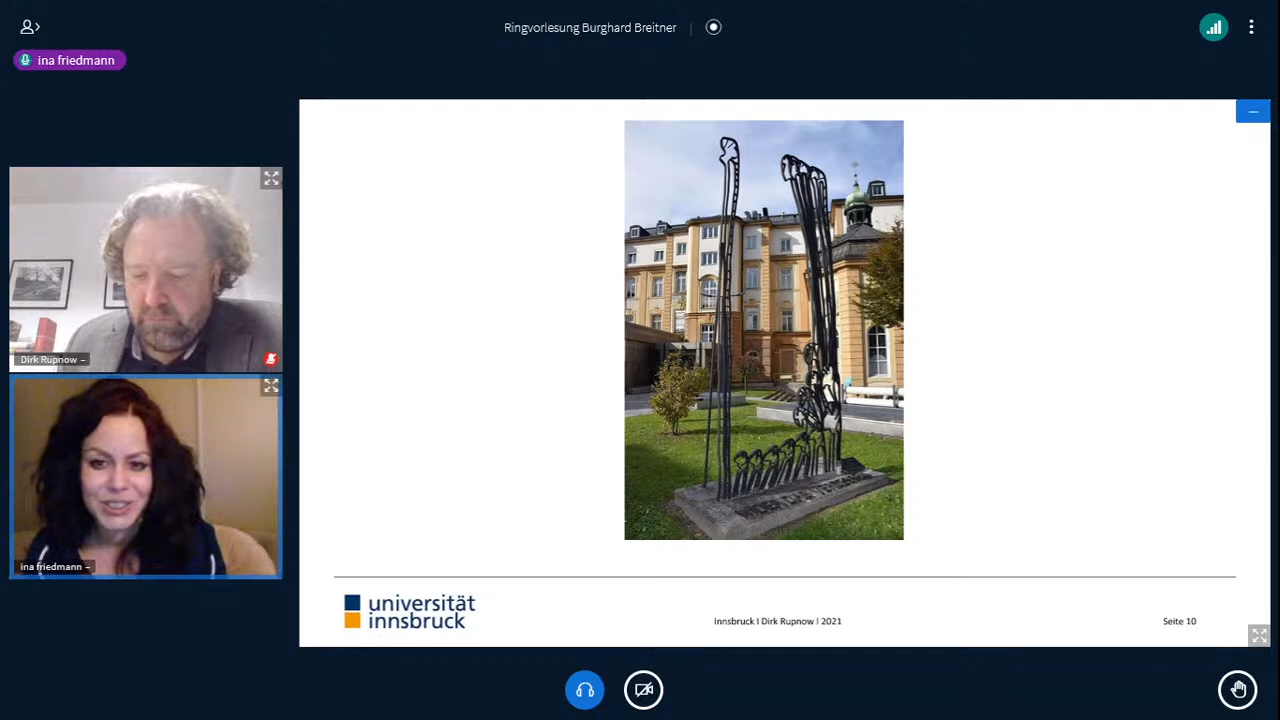 Ringvorlesung Burghard Breitner
ina friedmann
Dirk Rupnow
ina friedmann
universität
innsbruck
Innsbruck I Dirk Rupnow I 2021
Seite 10